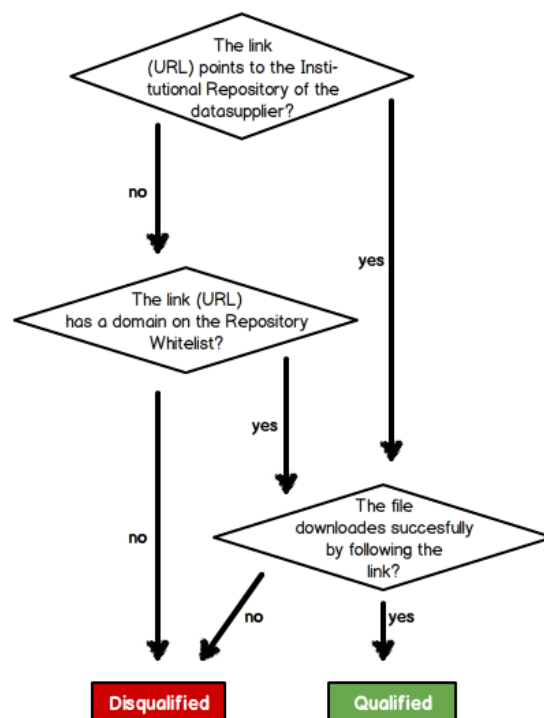 The link
(URL) points to the Insti-
tutional Repository of the
datasupplier?
no
yes
The link (URL)
has a domain on the Repository
Whitelist?
yes
no
The file
downloades succesfully
by following the
link?
no
yes
Disqualified
Qualified